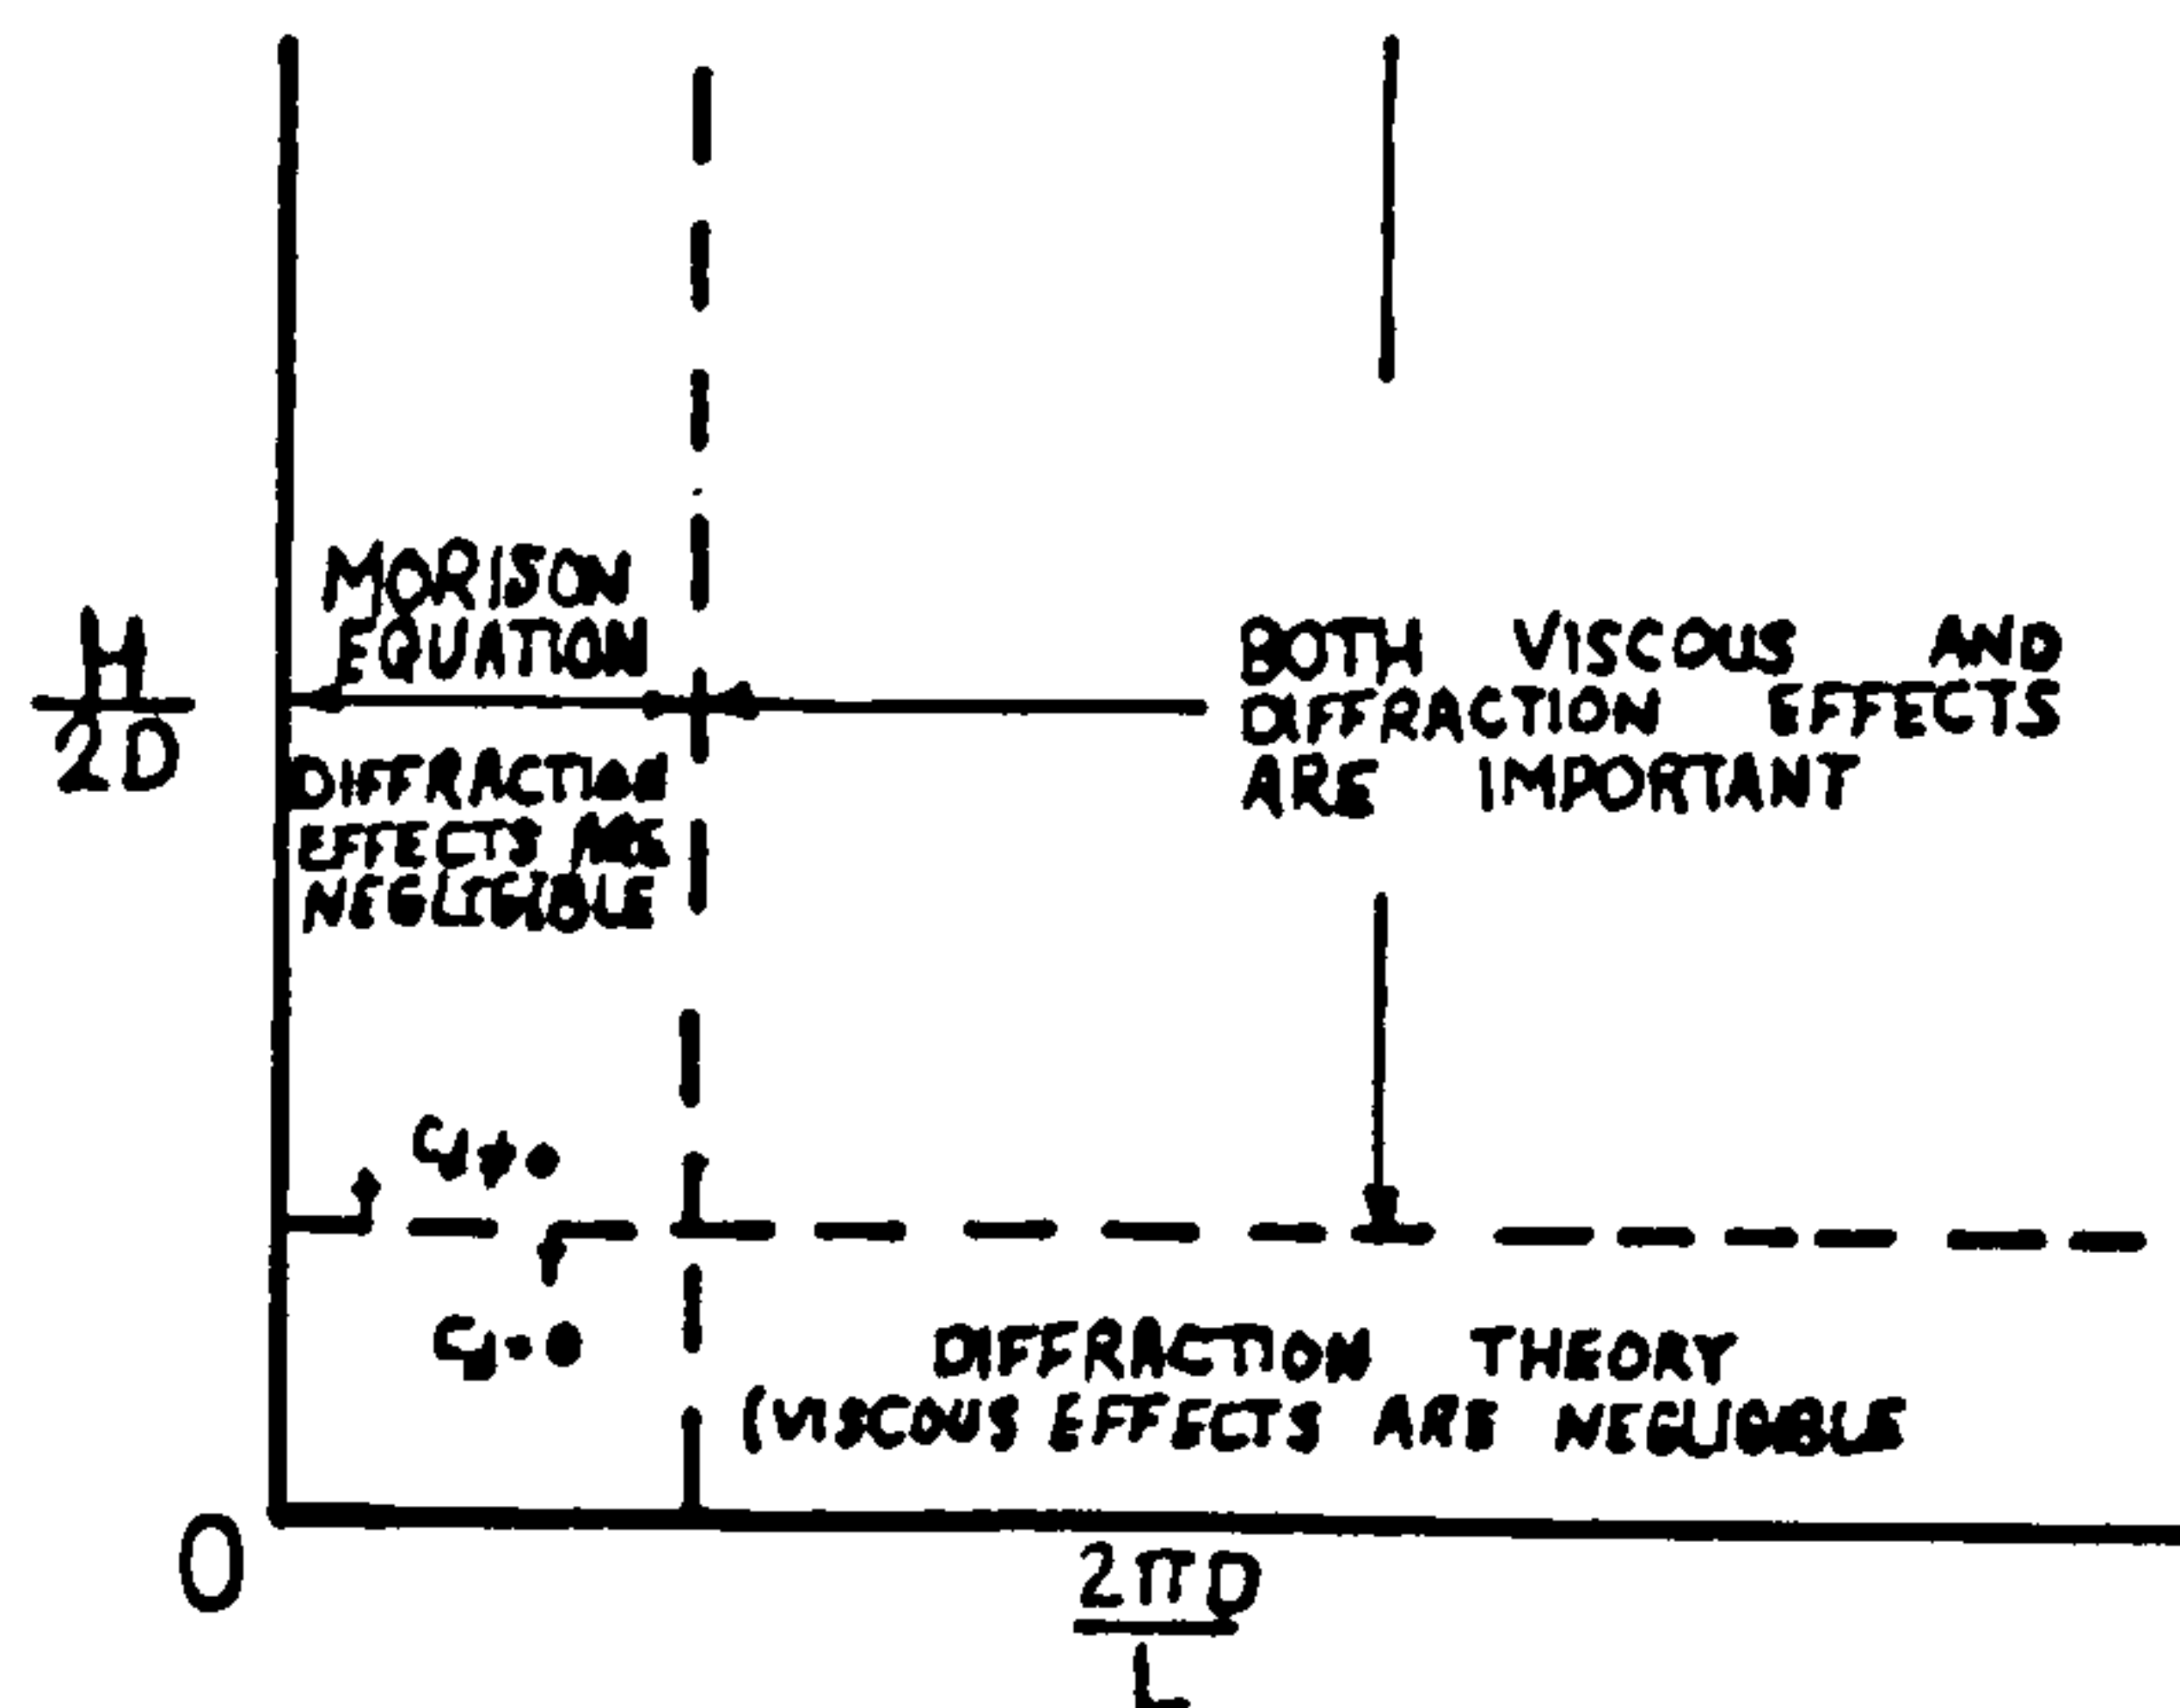 MORISON
EQUATION
H
2D
DIFFRACTION
EFFECTS ARE
NEGLIGIBLE
BOTH VISCOUS AND
DIFFRACTION EFFECTS
ARE IMPORTANT
DIFFRACTION THEORY
(VISCOUS EFFECTS ARE NEGLIGIBLE
O
2πD
L